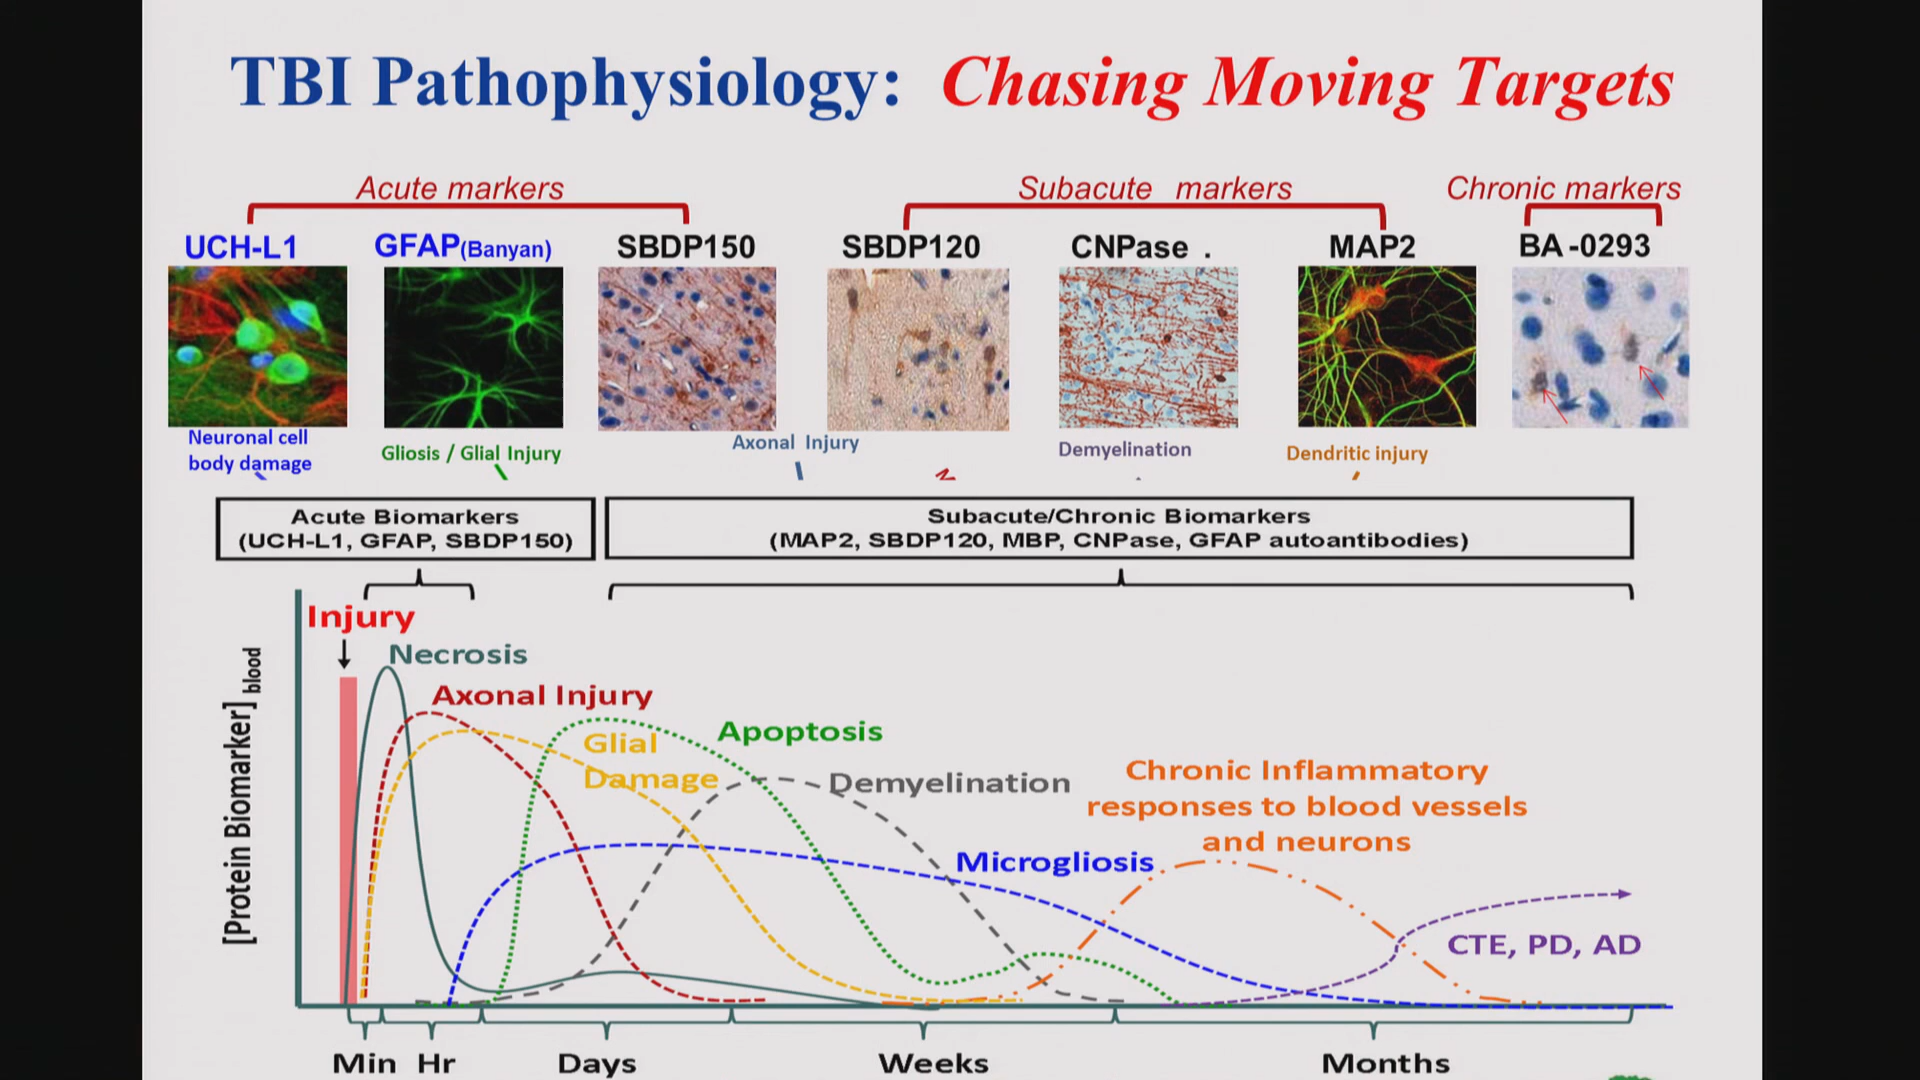 TBI Pathophysiology: Chasing Moving Targets
Acute markers
Subacute markers
Chronic markers
UCH-L1
GFAP(Banyan)
SBDP150
SBDP120
CNPase .
MAP2
BA-0293
Neuronal cell
body damage
Gliosis / Glial Injury
Axonal Injury
Demyelination
Dendritic injury
Acute Biomarkers
(UCH-L1, GFAP, SBDP150)
Subacute/Chronic Biomarkers
(MAP2, SBDP120, MBP, CNPase, GFAP autoantibodies)
Injury
Necrosis
Axonal Injury
Glial
Damage
Apoptosis
Demyelination
Microgliosis
Chronic Inflammatory
responses to blood vessels
and neurons
CTE, PD, AD
[Protein Biomarker] blood
Min
Hr
Days
Weeks
Months